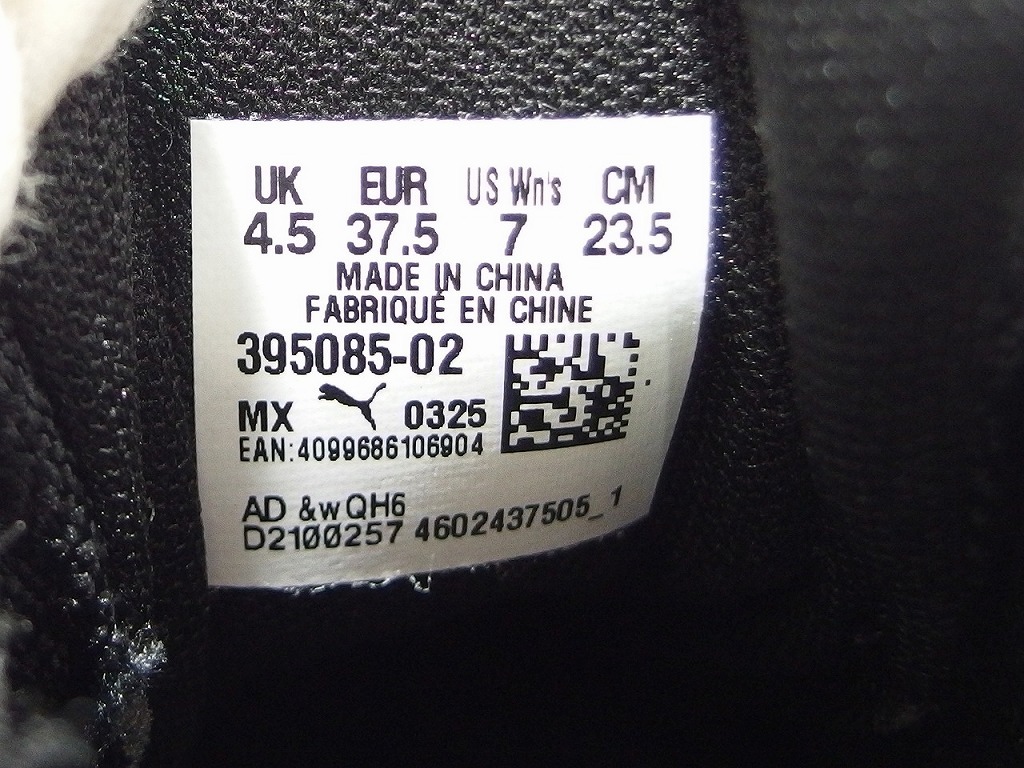 UK EUR US Wn's CM
4.5 37.5 7 23.5
MADE IN CHINA
FABRIQUÉ EN CHINE
395085-02
MX 0325
EAN:4099686106904
AD &wQH6
D2100257 4602437505_1